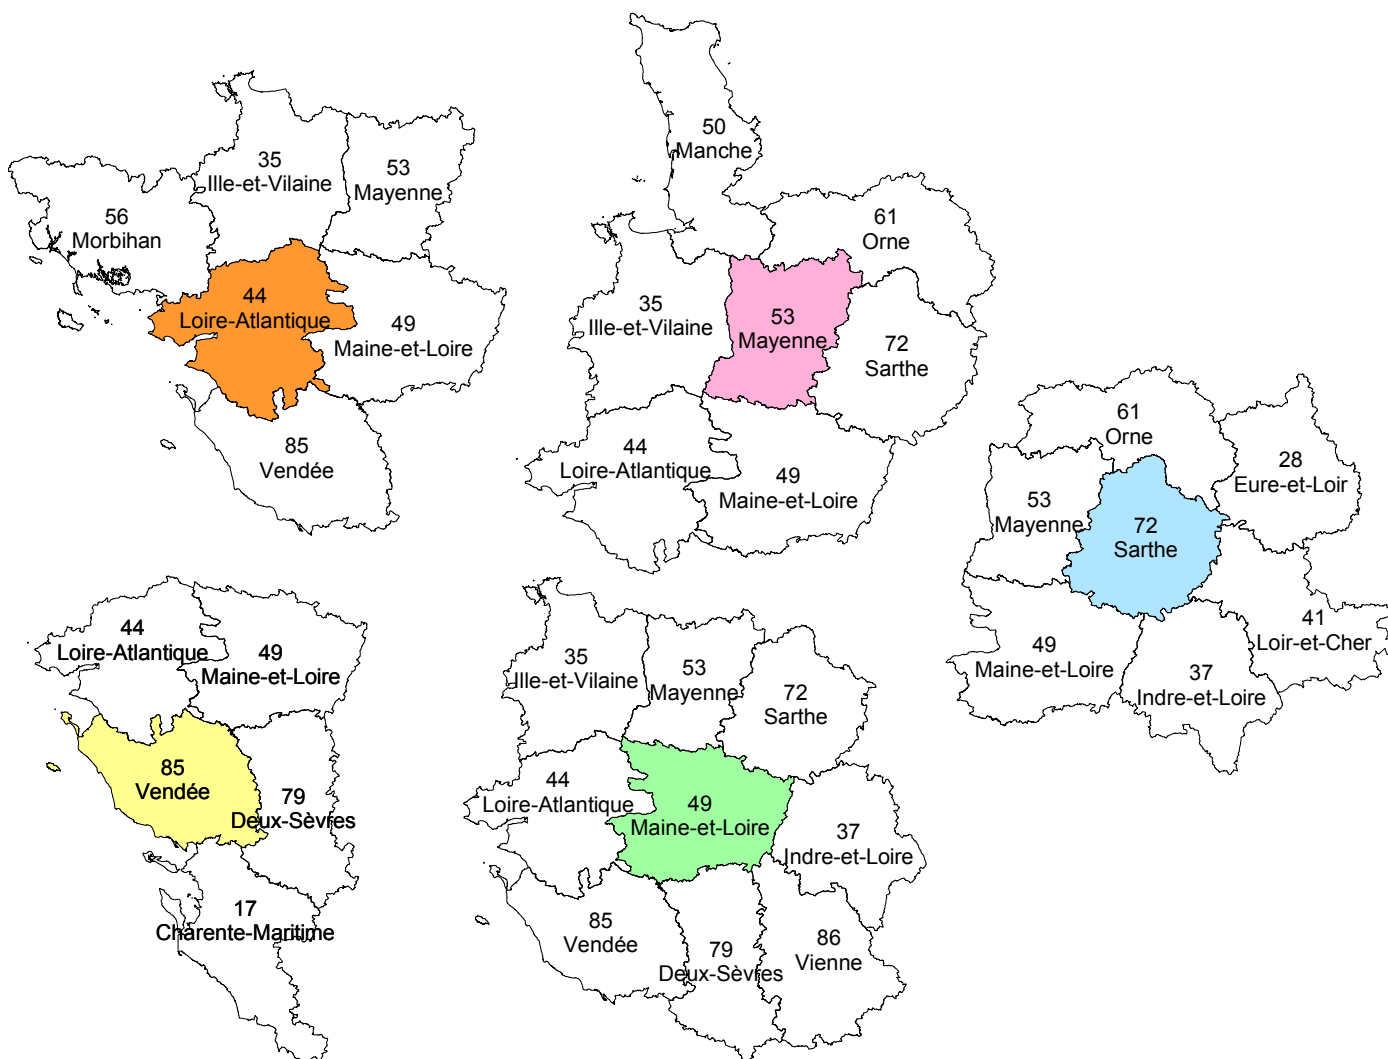 35
Ille-et-Vilaine
53
Mayenne
56
Morbihan
44
Loire-Atlantique
49
Maine-et-Loire
85
Vendée
50
Manche
61
Orne
35
Ille-et-Vilaine
53
Mayenne
72
Sarthe
44
Loire-Atlantique
49
Maine-et-Loire
61
Orne
28
Eure-et-Loir
53
Mayenne
72
Sarthe
41
Loir-et-Cher
49
Maine-et-Loire
37
Indre-et-Loire
44
Loire-Atlantique
49
Maine-et-Loire
85
Vendée
79
Deux-Sèvres
17
Charente-Maritime
35
Ille-et-Vilaine
53
Mayenne
72
Sarthe
44
Loire-Atlantique
49
Maine-et-Loire
37
Indre-et-Loire
85
Vendée
79
Deux-Sèvres
86
Vienne